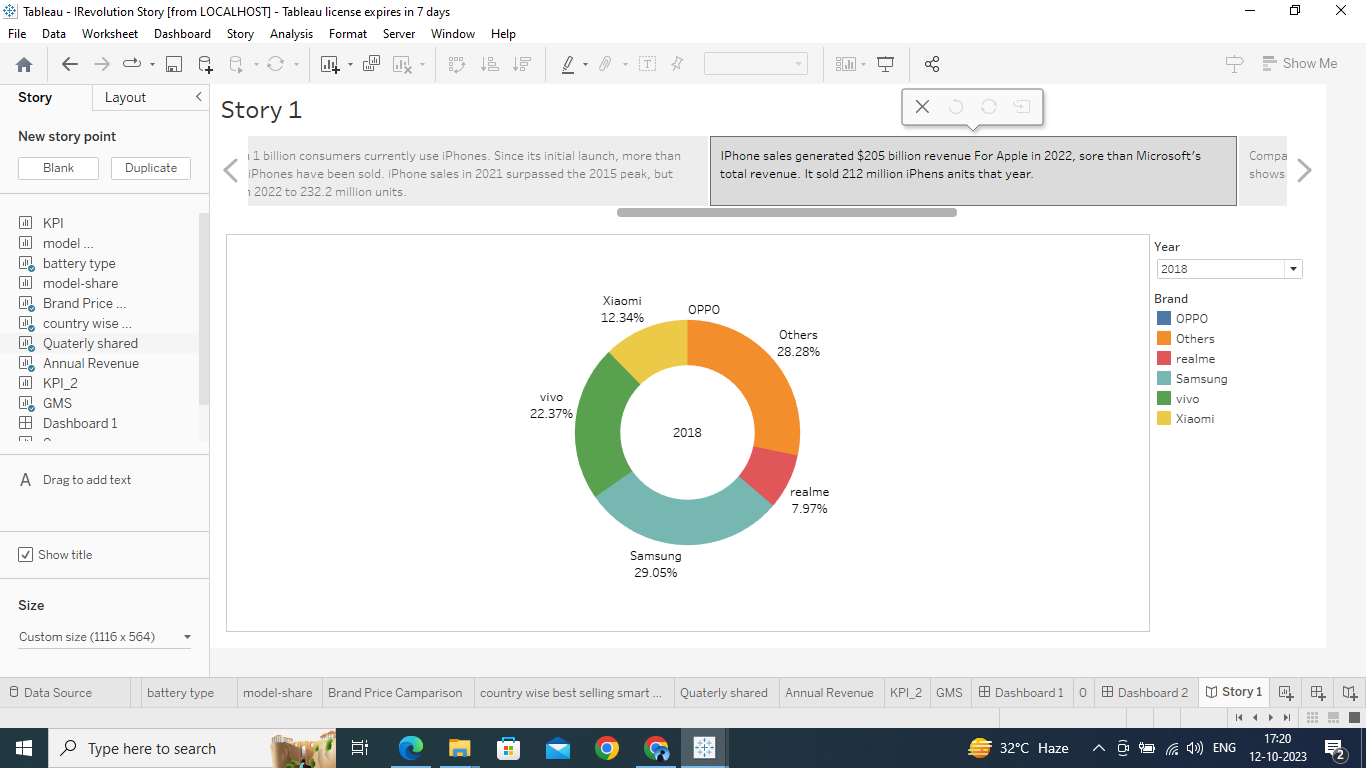 Tableau - IRevolution Story [from LOCALHOST] - Tableau license expires in 7 days
File Data Worksheet Dashboard Story Analysis Format Server Window Help
Show Me
Story Layout
New story point
Blank Duplicate
KPI
model ...
battery type
model-share
Brand Price ...
country wise ...
Quaterly shared
Annual Revenue
KPI_2
GMS
Dashboard 1
A Drag to add text
Show title
Size
Custom size (1116 x 564)
Story 1
1 billion consumers currently use iPhones. Since its initial launch, more than
iPhones have been sold. iPhone sales in 2021 surpassed the 2015 peak, but
2022 to 232.2 million units.
IPhone sales generated $205 billion revenue For Apple in 2022, sore than Microsoft's
total revenue. It sold 212 million iPhens anits that year.
Compa
shows
Xiaomi
12.34%
OPPO
Others
28.28%
vivo
22.37%
2018
realme
7.97%
Samsung
29.05%
Year
2018
Brand
OPPO
Others
realme
Samsung
vivo
Xiaomi
Data Source battery type model-share Brand Price Camparison country wise best selling smart ... Quaterly shared Annual Revenue KPI_2 GMS Dashboard 1 0 Dashboard 2 Story 1
Type here to search
32°C Haze
ENG
17:20
12-10-2023
2